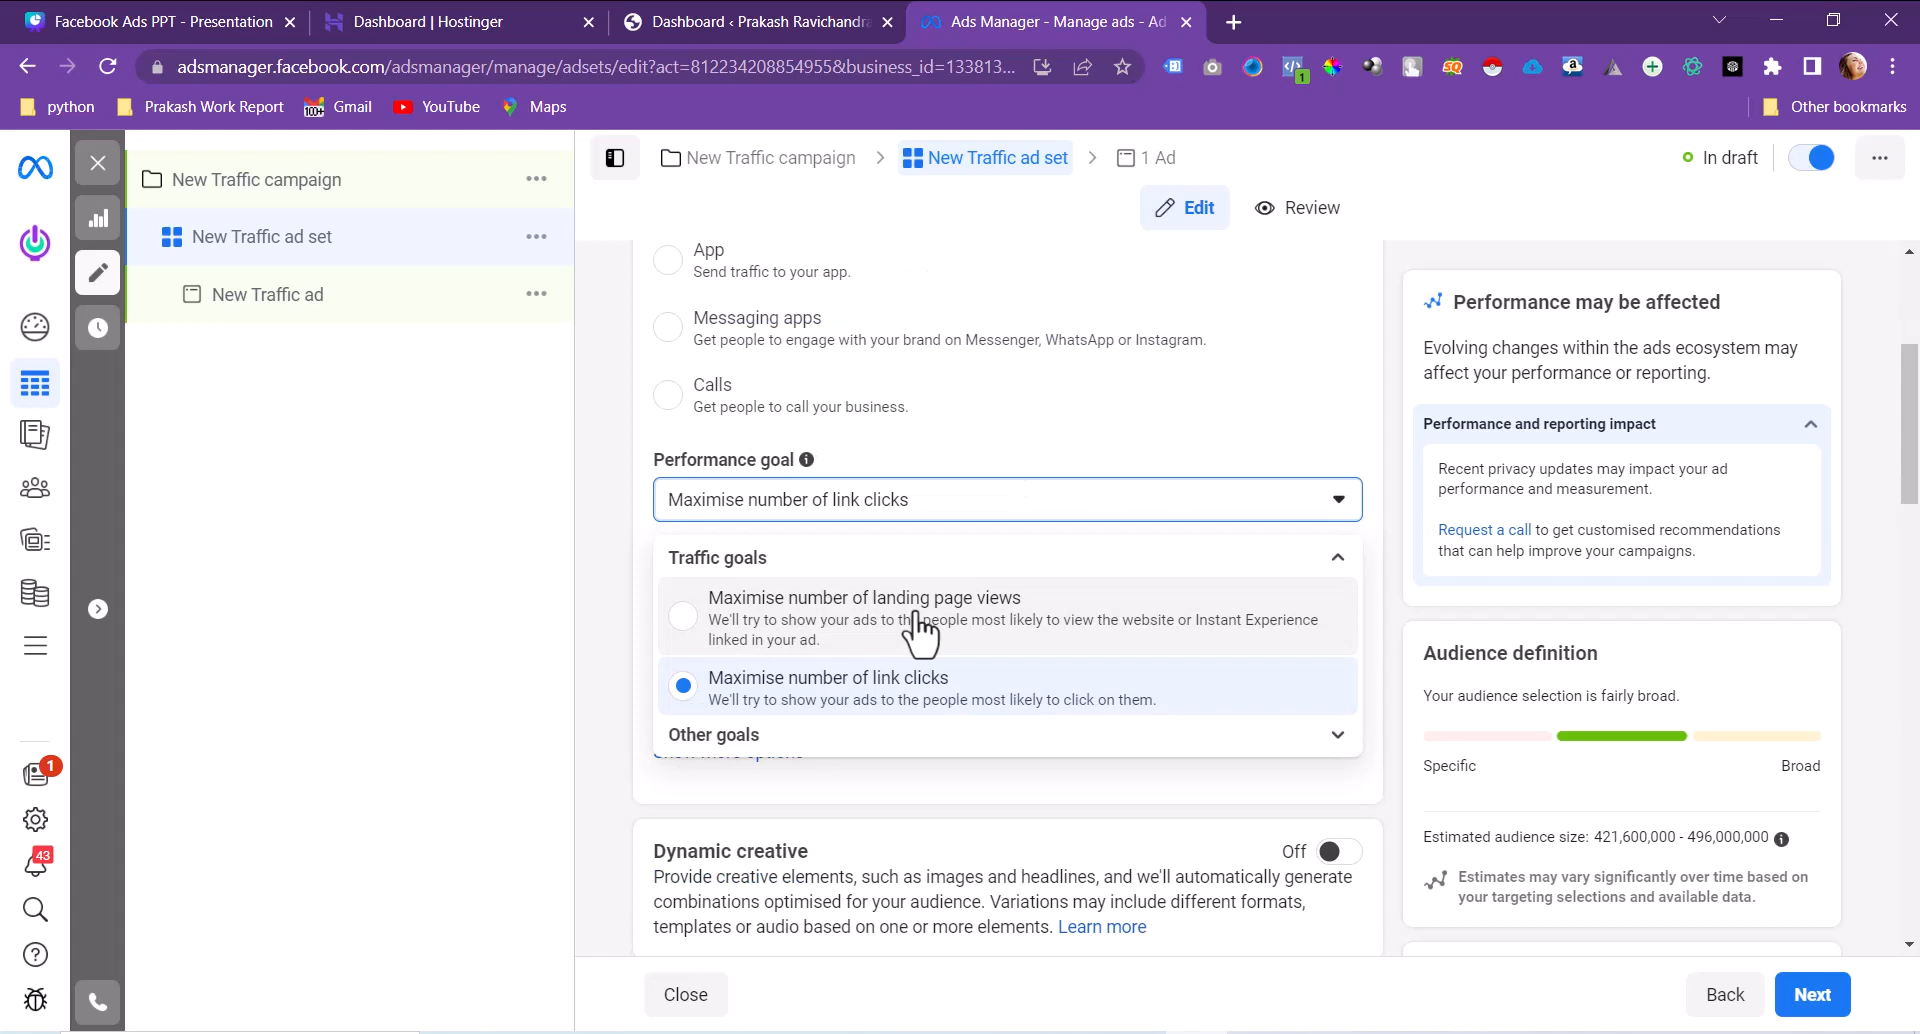 Facebook Ads PPT - Presentation
Dashboard | Hostinger
Dashboard ‹ Prakash Ravichandra
Ads Manager - Manage ads - Ad
adsmanager.facebook.com/adsmanager/manage/adsets/edit?act=812234208854955&business_id=133813...
1
python
Prakash Work Report
100+
Gmail
YouTube
Maps
Other bookmarks
New Traffic campaign
New Traffic ad set
New Traffic ad
New Traffic campaign
New Traffic ad set
1 Ad
In draft
Edit
Review
App
Send traffic to your app.
Messaging apps
Get people to engage with your brand on Messenger, WhatsApp or Instagram.
Calls
Get people to call your business.
Performance goal
Maximise number of link clicks
Traffic goals
Maximise number of landing page views
We'll try to show your ads to the people most likely to view the website or Instant Experience
linked in your ad.
Maximise number of link clicks
We'll try to show your ads to the people most likely to click on them.
Other goals
Dynamic creative
Off
Provide creative elements, such as images and headlines, and we'll automatically generate
combinations optimised for your audience. Variations may include different formats,
templates or audio based on one or more elements. Learn more
Close
Back
Next
Performance may be affected
Evolving changes within the ads ecosystem may
affect your performance or reporting.
Performance and reporting impact
Recent privacy updates may impact your ad
performance and measurement.
Request a call to get customised recommendations
that can help improve your campaigns.
Audience definition
Your audience selection is fairly broad.
Specific
Broad
Estimated audience size: 421,600,000 - 496,000,000
Estimates may vary significantly over time based on
your targeting selections and available data.
1
43